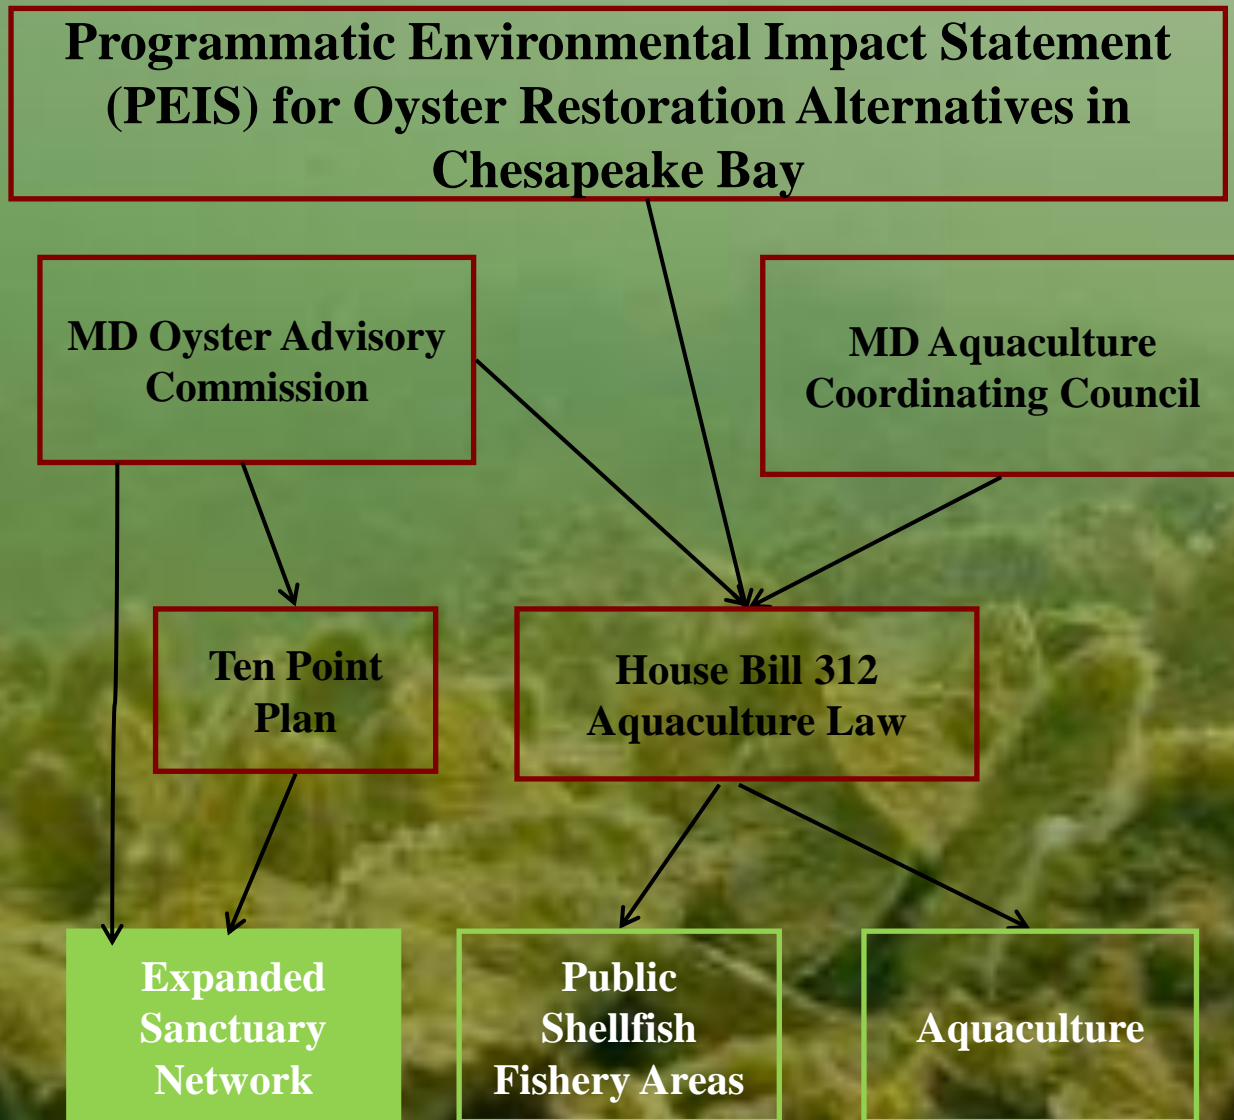 Programmatic Environmental Impact Statement
(PEIS) for Oyster Restoration Alternatives in
Chesapeake Bay
MD Oyster Advisory
Commission
MD Aquaculture
Coordinating Council
Ten Point
Plan
House Bill 312
Aquaculture Law
Expanded
Sanctuary
Network
Public
Shellfish
Fishery Areas
Aquaculture